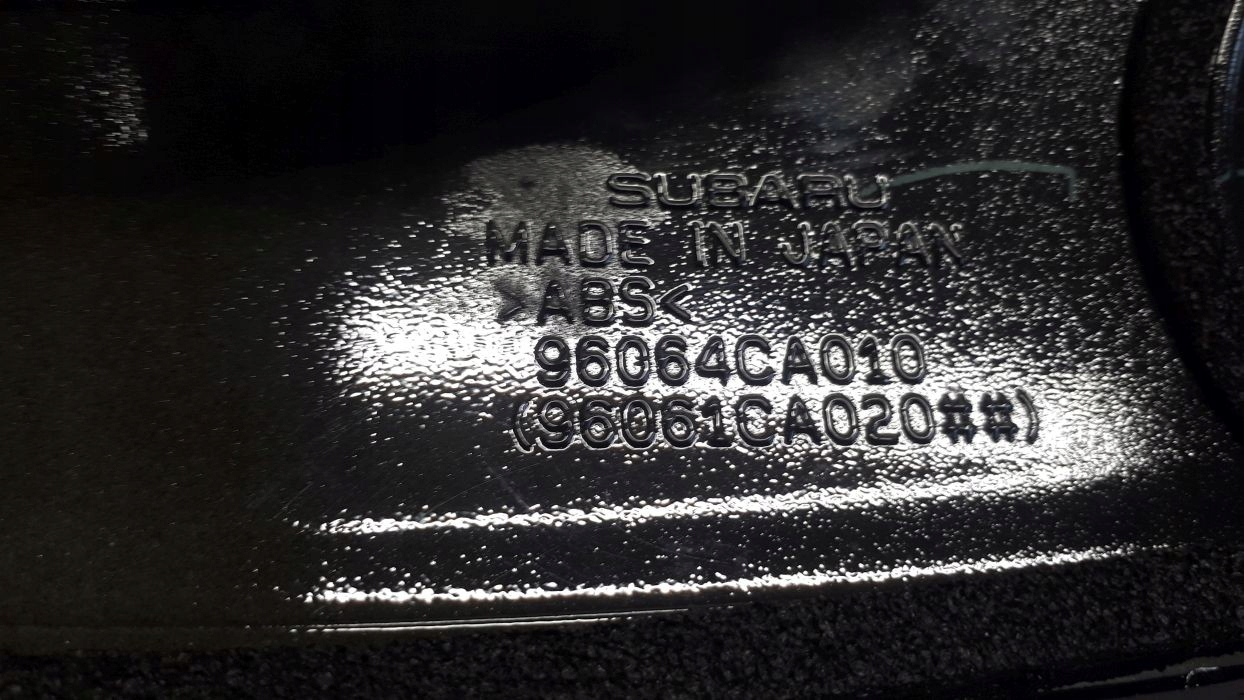 SUBARU
MADE IN JAPAN
>ABS<
96064CA010
(96061CA020##)